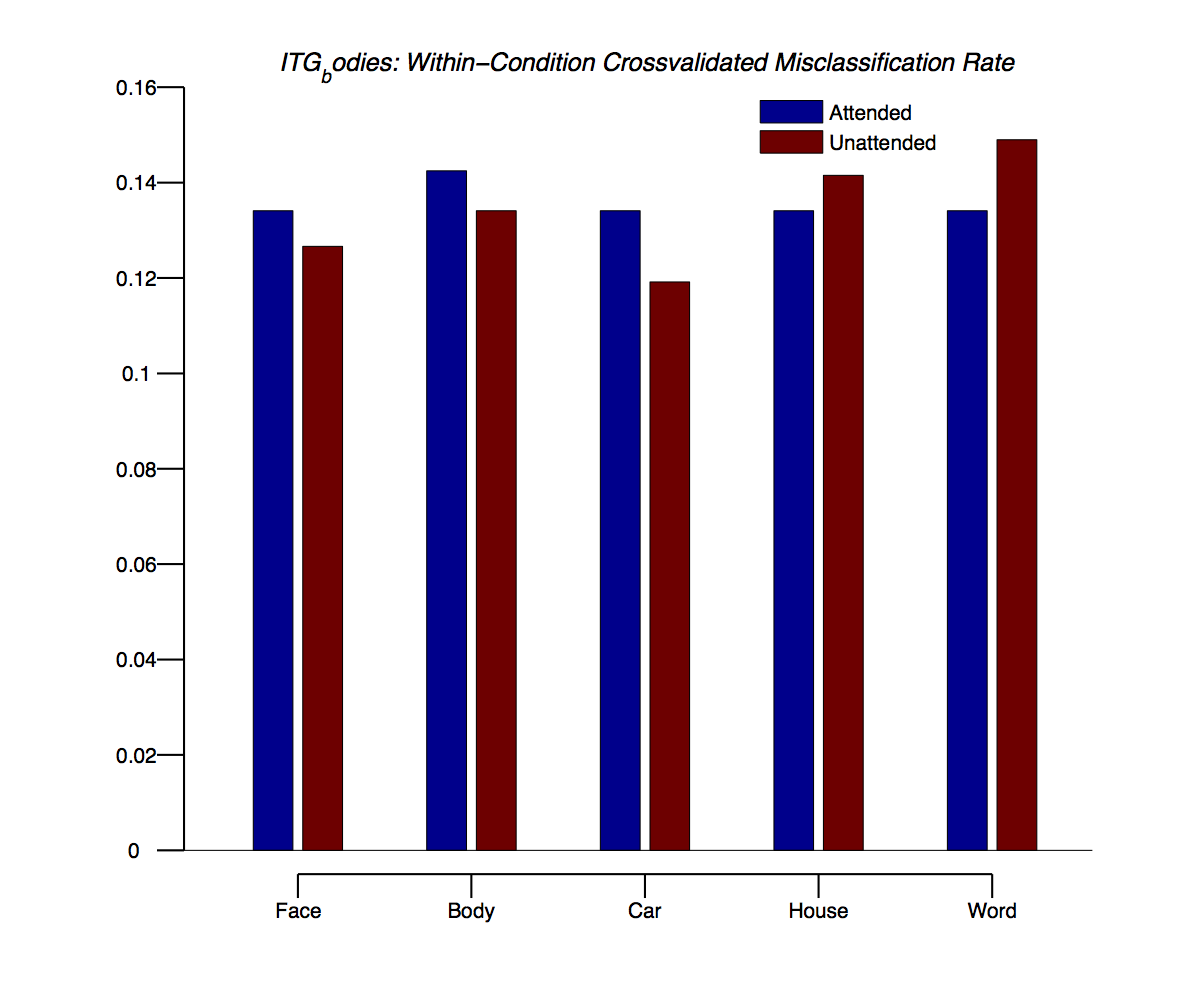 ITG_bodies: Within−Condition Crossvalidated Misclassification Rate
Attended
Unattended
0.16
0.14
0.12
0.1
0.08
0.06
0.04
0.02
0
Face Body Car House Word